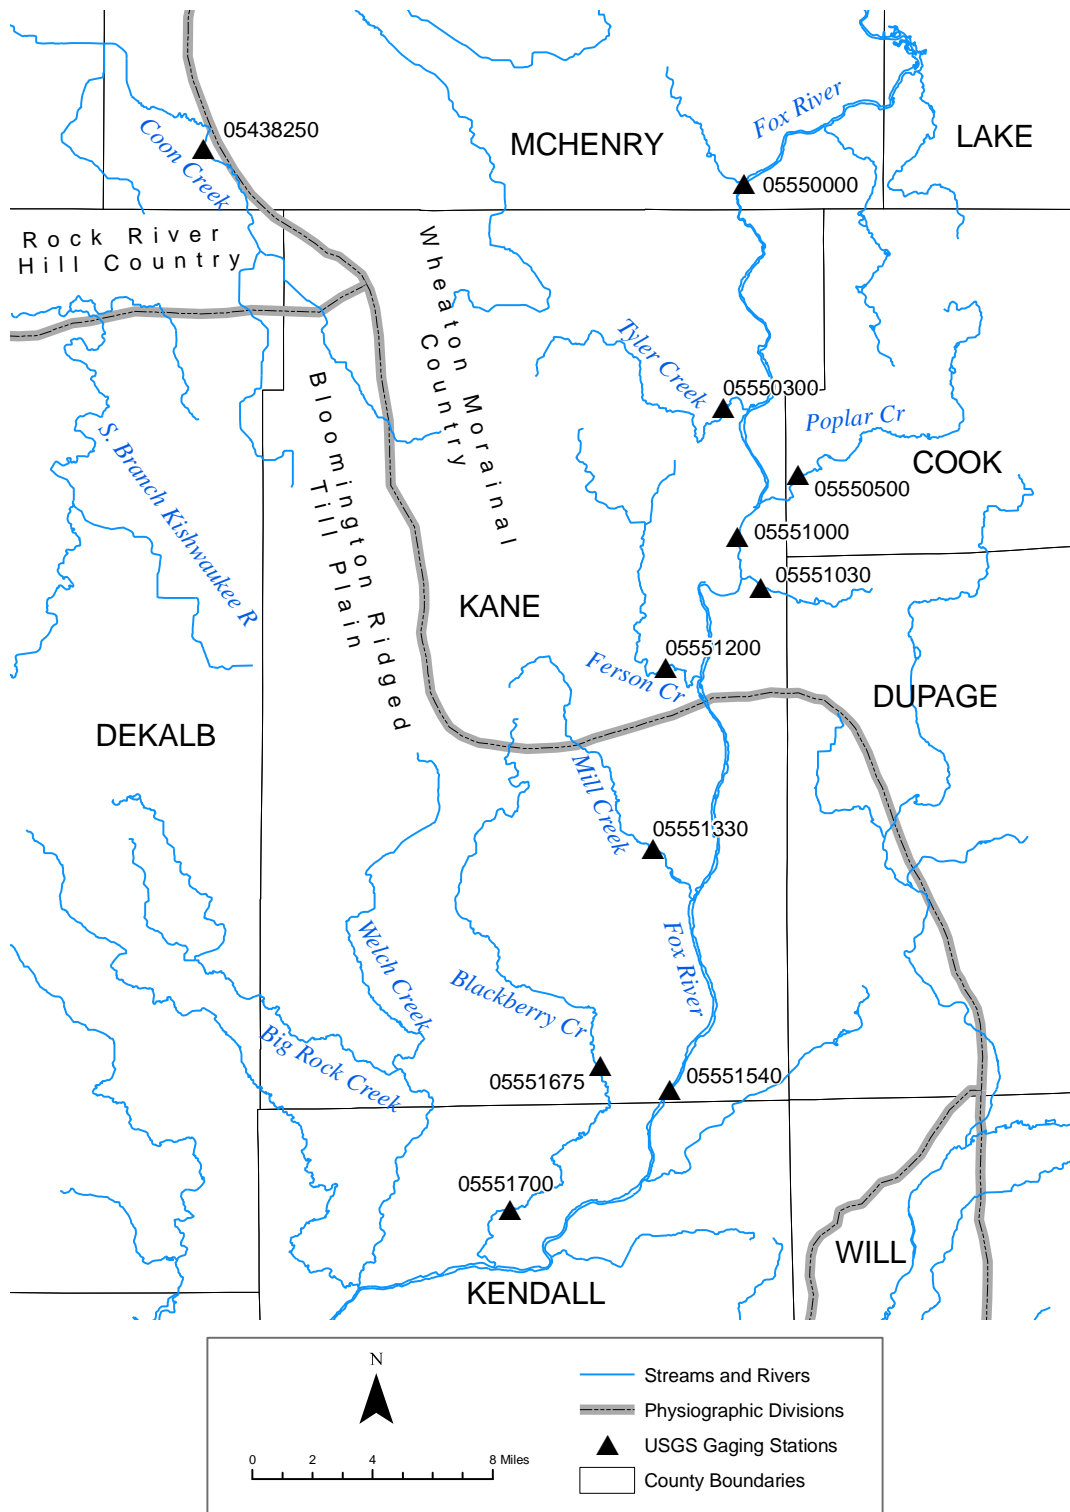 Fox River
MCHENRY
LAKE
05438250
Coon Creek
05550000
Rock River
Hill Country
Wheaton Morainal
Country
Tyler Creek
05550300
Poplar Cr
Bloomington Ridged
Till Plain
S. Branch Kishwaukee R
COOK
05550500
05551000
05551030
KANE
05551200
Ferson Cr
DUPAGE
DEKALB
Mill Creek
05551330
Welch Creek
Fox River
Blackberry Cr
Big Rock Creek
05551675
05551540
05551700
WILL
KENDALL
N
0 2 4 8 Miles
Streams and Rivers
Physiographic Divisions
USGS Gaging Stations
County Boundaries